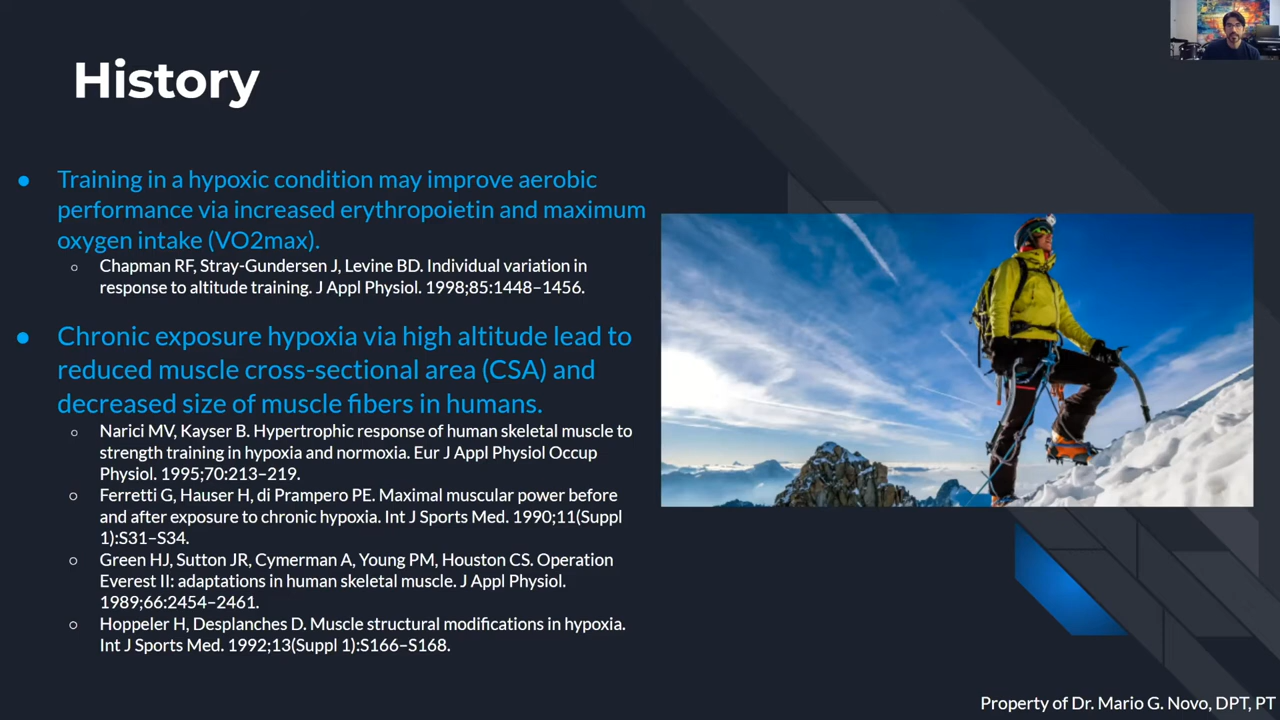 History
● Training in a hypoxic condition may improve aerobic
performance via increased erythropoietin and maximum
oxygen intake (VO2max).
○ Chapman RF, Stray-Gundersen J, Levine BD. Individual variation in
response to altitude training. J Appl Physiol. 1998;85:1448–1456.
● Chronic exposure hypoxia via high altitude lead to
reduced muscle cross-sectional area (CSA) and
decreased size of muscle fibers in humans.
○ Narici MV, Kayser B. Hypertrophic response of human skeletal muscle to
strength training in hypoxia and normoxia. Eur J Appl Physiol Occup
Physiol. 1995;70:213–219.
○ Ferretti G, Hauser H, di Prampero PE. Maximal muscular power before
and after exposure to chronic hypoxia. Int J Sports Med. 1990;11(Suppl
1):S31–S34.
○ Green HJ, Sutton JR, Cymerman A, Young PM, Houston CS. Operation
Everest II: adaptations in human skeletal muscle. J Appl Physiol.
1989;66:2454–2461.
○ Hoppeler H, Desplanches D. Muscle structural modifications in hypoxia.
Int J Sports Med. 1992;13(Suppl 1):S166–S168.
Property of Dr. Mario G. Novo, DPT, PT